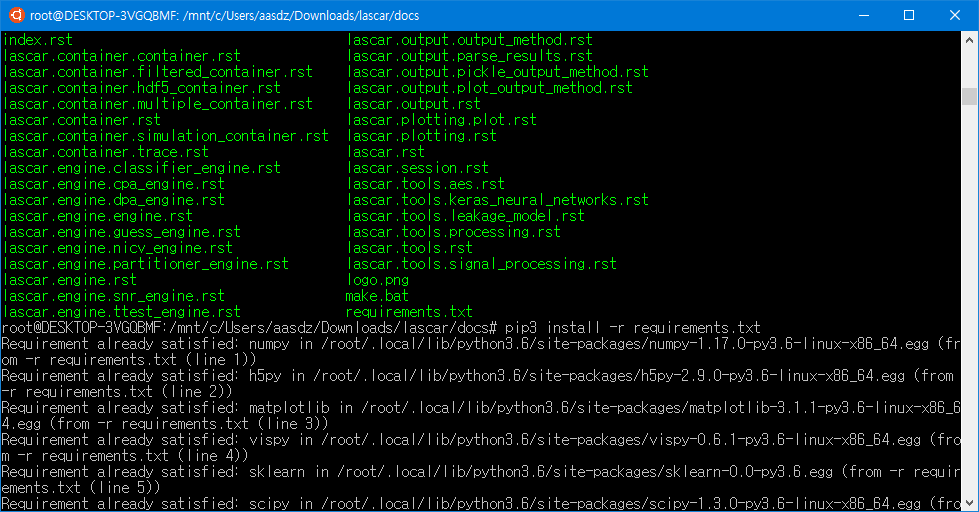 root@DESKTOP-3VGQBMF: /mnt/c/Users/aasdz/Downloads/lascar/docs
index.rst lascar.output.output_method.rst
lascar.container.container.rst lascar.output.parse_results.rst
lascar.container.filtered_container.rst lascar.output.pickle_output_method.rst
lascar.container.hdf5_container.rst lascar.output.plot_output_method.rst
lascar.container.multiple_container.rst lascar.output.rst
lascar.container.rst lascar.plotting.plot.rst
lascar.container.simulation_container.rst lascar.plotting.rst
lascar.container.trace.rst lascar.rst
lascar.engine.classifier_engine.rst lascar.session.rst
lascar.engine.cpa_engine.rst lascar.tools.aes.rst
lascar.engine.dpa_engine.rst lascar.tools.keras_neural_networks.rst
lascar.engine.engine.rst lascar.tools.leakage_model.rst
lascar.engine.guess_engine.rst lascar.tools.processing.rst
lascar.engine.nicv_engine.rst lascar.tools.rst
lascar.engine.partitioner_engine.rst lascar.tools.signal_processing.rst
lascar.engine.rst logo.png
lascar.engine.snr_engine.rst make.bat
lascar.engine.ttest_engine.rst requirements.txt
root@DESKTOP-3VGQBMF:/mnt/c/Users/aasdz/Downloads/lascar/docs# pip3 install -r requirements.txt
Requirement already satisfied: numpy in /root/.local/lib/python3.6/site-packages/numpy-1.17.0-py3.6-linux-x86_64.egg (fr
om -r requirements.txt (line 1))
Requirement already satisfied: h5py in /root/.local/lib/python3.6/site-packages/h5py-2.9.0-py3.6-linux-x86_64.egg (from
-r requirements.txt (line 2))
Requirement already satisfied: matplotlib in /root/.local/lib/python3.6/site-packages/matplotlib-3.1.1-py3.6-linux-x86_6
4.egg (from -r requirements.txt (line 3))
Requirement already satisfied: vispy in /root/.local/lib/python3.6/site-packages/vispy-0.6.1-py3.6-linux-x86_64.egg (fro
m -r requirements.txt (line 4))
Requirement already satisfied: sklearn in /root/.local/lib/python3.6/site-packages/sklearn-0.0-py3.6.egg (from -r requir
ements.txt (line 5))
Requirement already satisfied: scipy in /root/.local/lib/python3.6/site-packages/scipy-1.3.0-py3.6-linux-x86_64.egg (fro